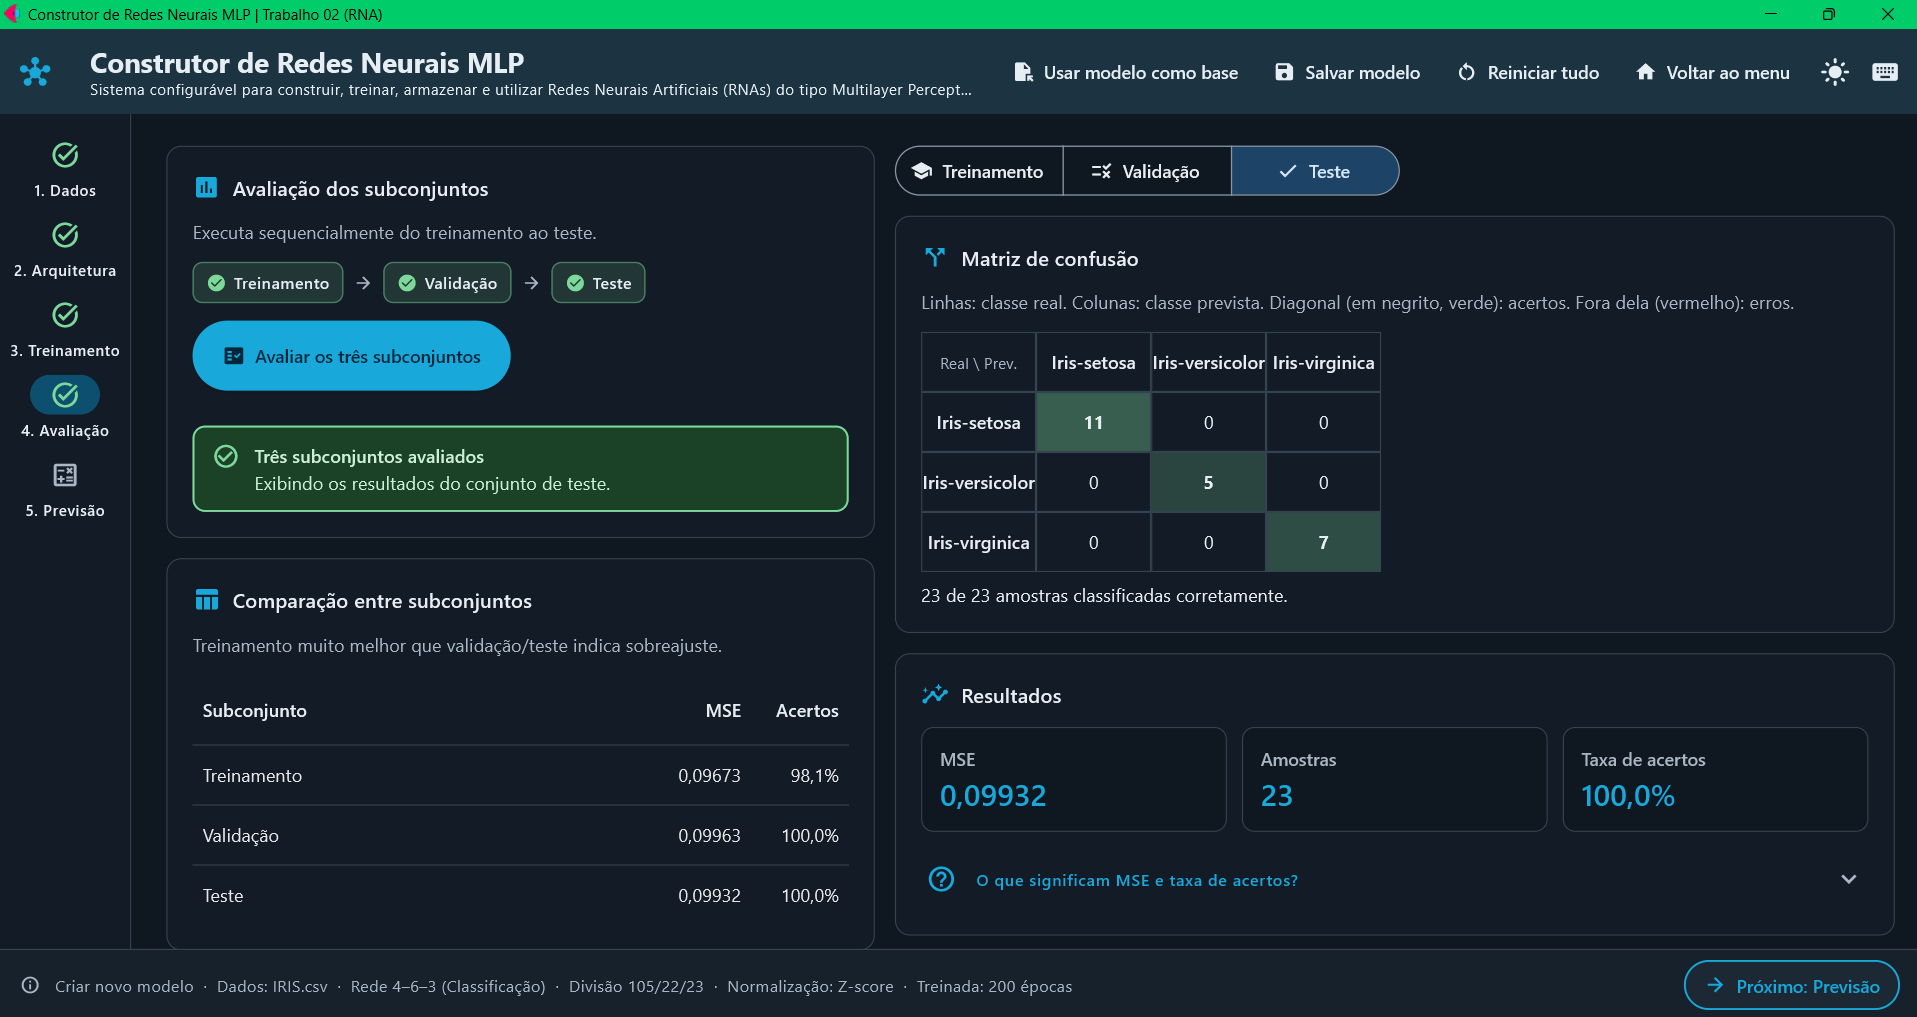 Construtor de Redes Neurais MLP | Trabalho 02 (RNA)
Construtor de Redes Neurais MLP
Sistema configurável para construir, treinar, armazenar e utilizar Redes Neurais Artificiais (RNAs) do tipo Multilayer Percept...
Usar modelo como base
Salvar modelo
Reiniciar tudo
Voltar ao menu
1. Dados
2. Arquitetura
3. Treinamento
4. Avaliação
5. Previsão
Avaliação dos subconjuntos
Executa sequencialmente do treinamento ao teste.
Treinamento → Validação → Teste
Avaliar os três subconjuntos
Três subconjuntos avaliados
Exibindo os resultados do conjunto de teste.
Comparação entre subconjuntos
Treinamento muito melhor que validação/teste indica sobreajuste.
Subconjunto MSE Acertos
Treinamento 0,09673 98,1%
Validação 0,09963 100,0%
Teste 0,09932 100,0%
Treinamento Validação Teste
Matriz de confusão
Linhas: classe real. Colunas: classe prevista. Diagonal (em negrito, verde): acertos. Fora dela (vermelho): erros.
Real \ Prev. Iris-setosa Iris-versicolor Iris-virginica
Iris-setosa 11 0 0
Iris-versicolor 0 5 0
Iris-virginica 0 0 7
23 de 23 amostras classificadas corretamente.
Resultados
MSE
0,09932
Amostras
23
Taxa de acertos
100,0%
O que significam MSE e taxa de acertos?
Criar novo modelo · Dados: IRIS.csv · Rede 4–6–3 (Classificação) · Divisão 105/22/23 · Normalização: Z-score · Treinada: 200 épocas
Próximo: Previsão